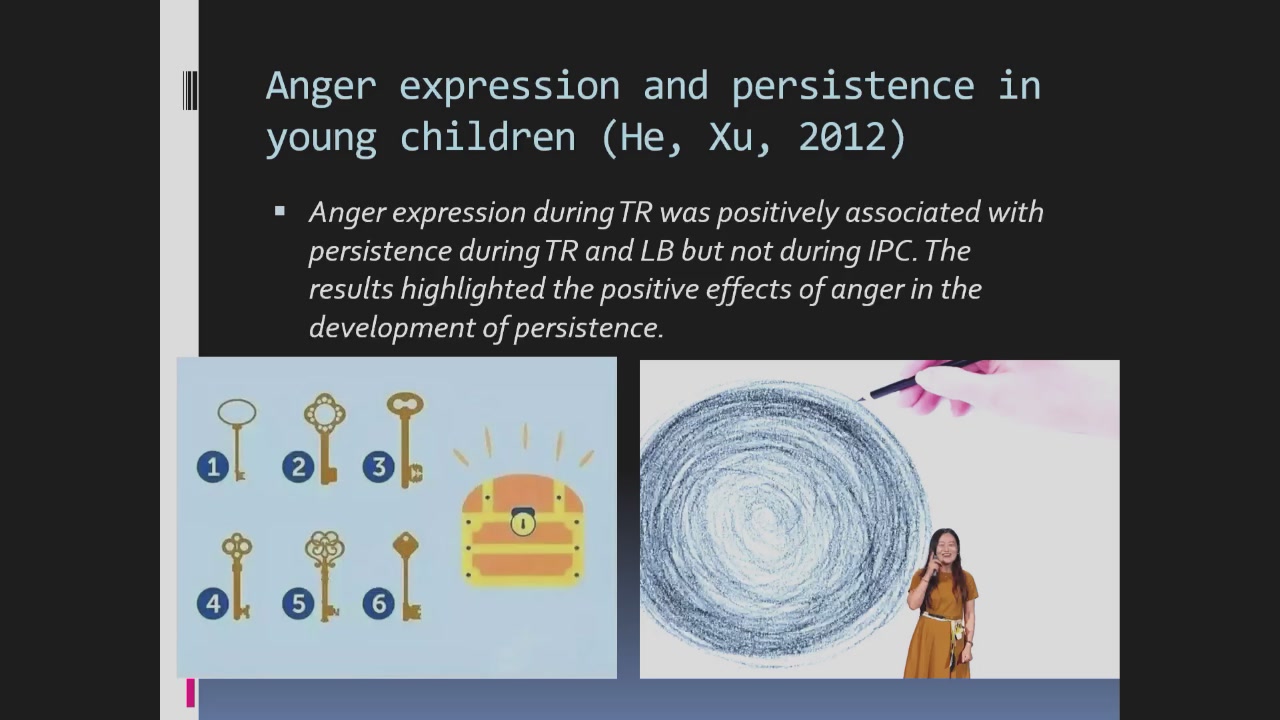 Anger expression and persistence in
young children (He, Xu, 2012)
▪ Anger expression during TR was positively associated with
persistence during TR and LB but not during IPC. The
results highlighted the positive effects of anger in the
development of persistence.
1 2 3
4 5 6